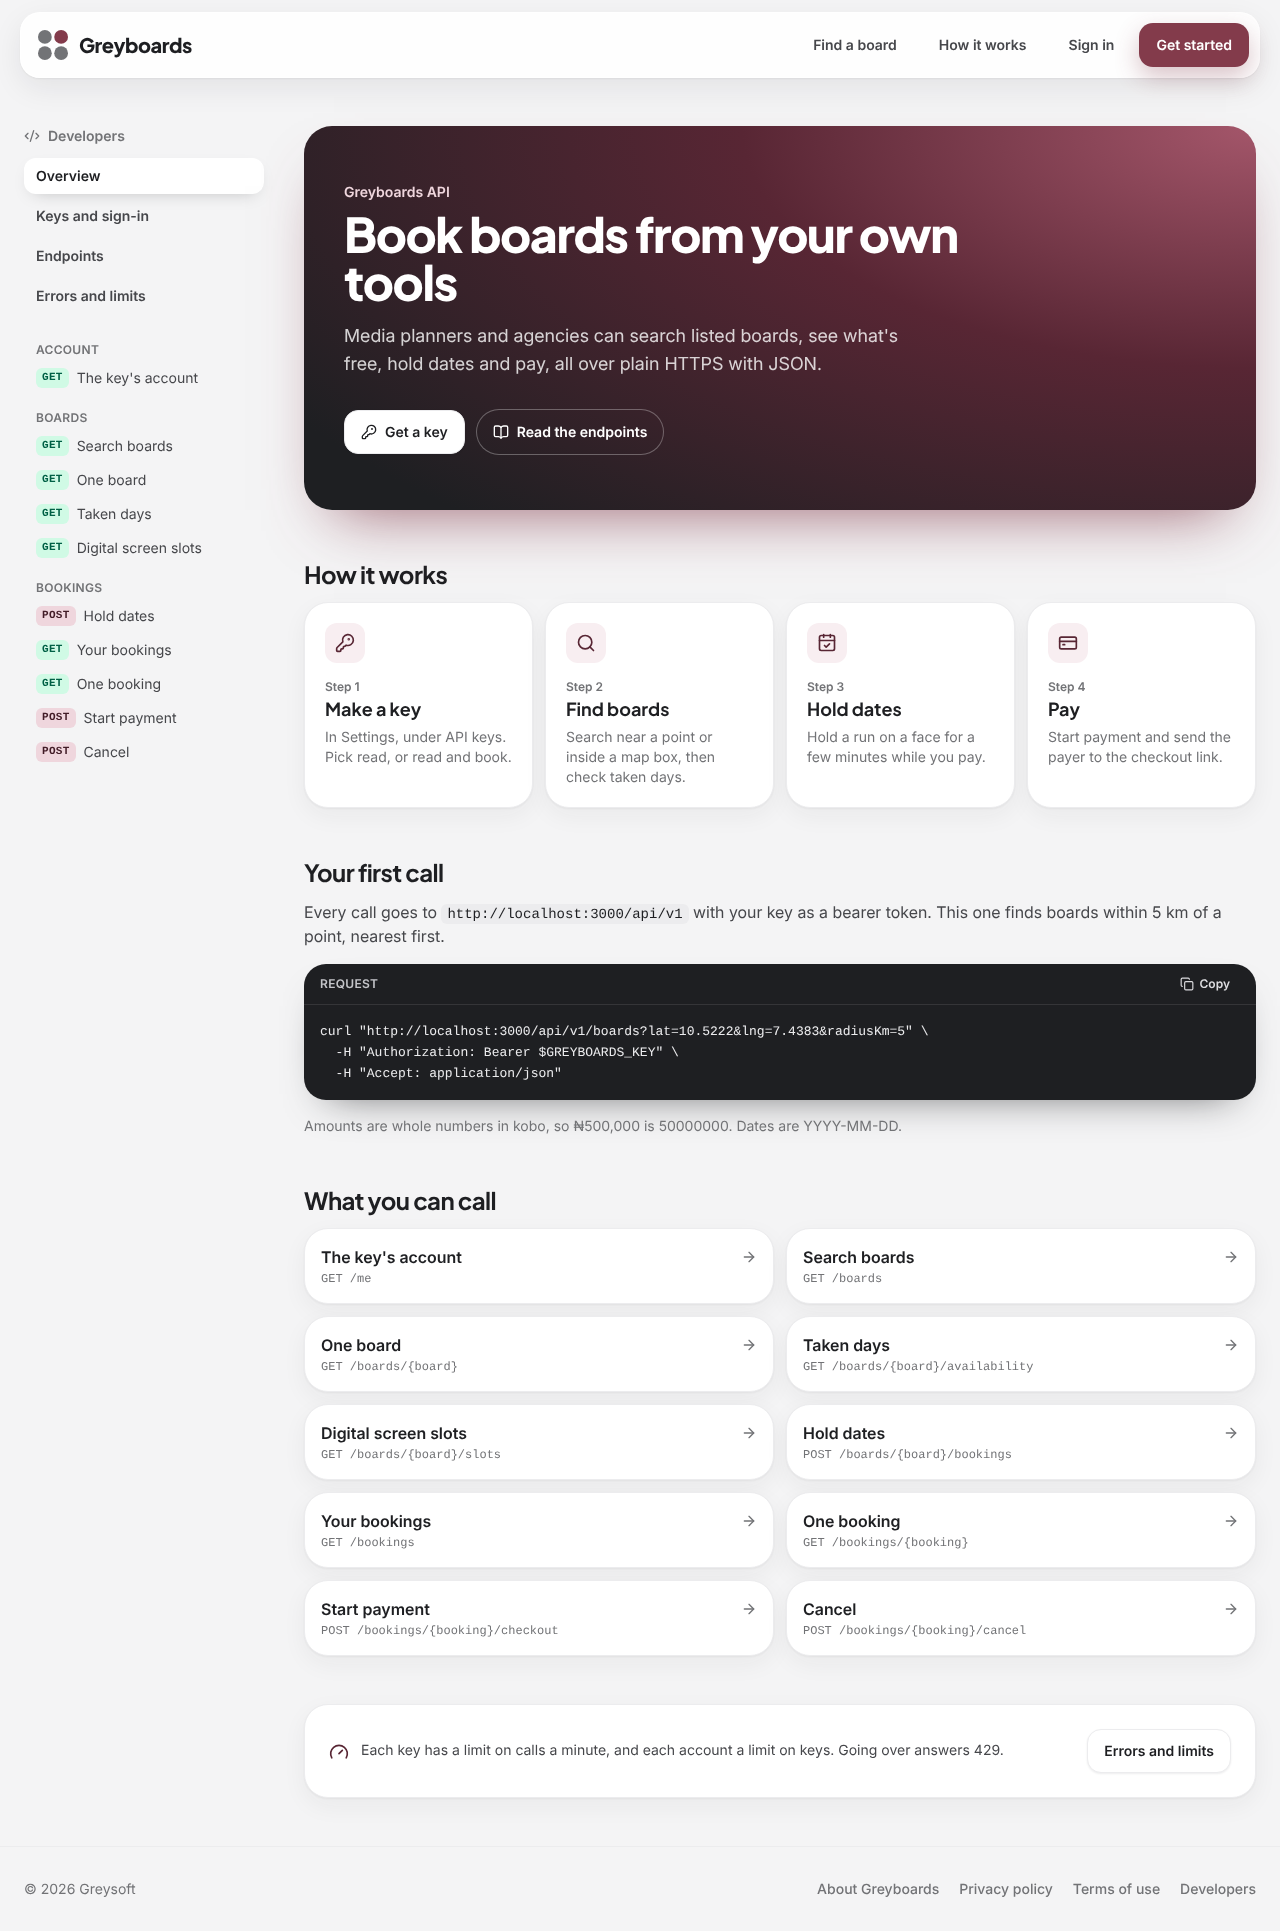 Greyboards
Find a board
How it works
Sign in
Get started
Developers
Overview
Keys and sign-in
Endpoints
Errors and limits
ACCOUNT
GET The key's account
BOARDS
GET Search boards
GET One board
GET Taken days
GET Digital screen slots
BOOKINGS
POST Hold dates
GET Your bookings
GET One booking
POST Start payment
POST Cancel
Greyboards API
Book boards from your own
tools
Media planners and agencies can search listed boards, see what's
free, hold dates and pay, all over plain HTTPS with JSON.
Get a key
Read the endpoints
How it works
Step 1
Make a key
In Settings, under API keys.
Pick read, or read and book.
Step 2
Find boards
Search near a point or
inside a map box, then
check taken days.
Step 3
Hold dates
Hold a run on a face for a
few minutes while you pay.
Step 4
Pay
Start payment and send the
payer to the checkout link.
Your first call
Every call goes to http://localhost:3000/api/v1 with your key as a bearer token. This one finds boards within 5 km of a
point, nearest first.
REQUEST
Copy
curl "http://localhost:3000/api/v1/boards?lat=10.5222&lng=7.4383&radiusKm=5" \
-H "Authorization: Bearer $GREYBOARDS_KEY" \
-H "Accept: application/json"
Amounts are whole numbers in kobo, so ₦500,000 is 50000000. Dates are YYYY-MM-DD.
What you can call
The key's account
GET /me
Search boards
GET /boards
One board
GET /boards/{board}
Taken days
GET /boards/{board}/availability
Digital screen slots
GET /boards/{board}/slots
Hold dates
POST /boards/{board}/bookings
Your bookings
GET /bookings
One booking
GET /bookings/{booking}
Start payment
POST /bookings/{booking}/checkout
Cancel
POST /bookings/{booking}/cancel
Each key has a limit on calls a minute, and each account a limit on keys. Going over answers 429.
Errors and limits
© 2026 Greysoft
About Greyboards
Privacy policy
Terms of use
Developers